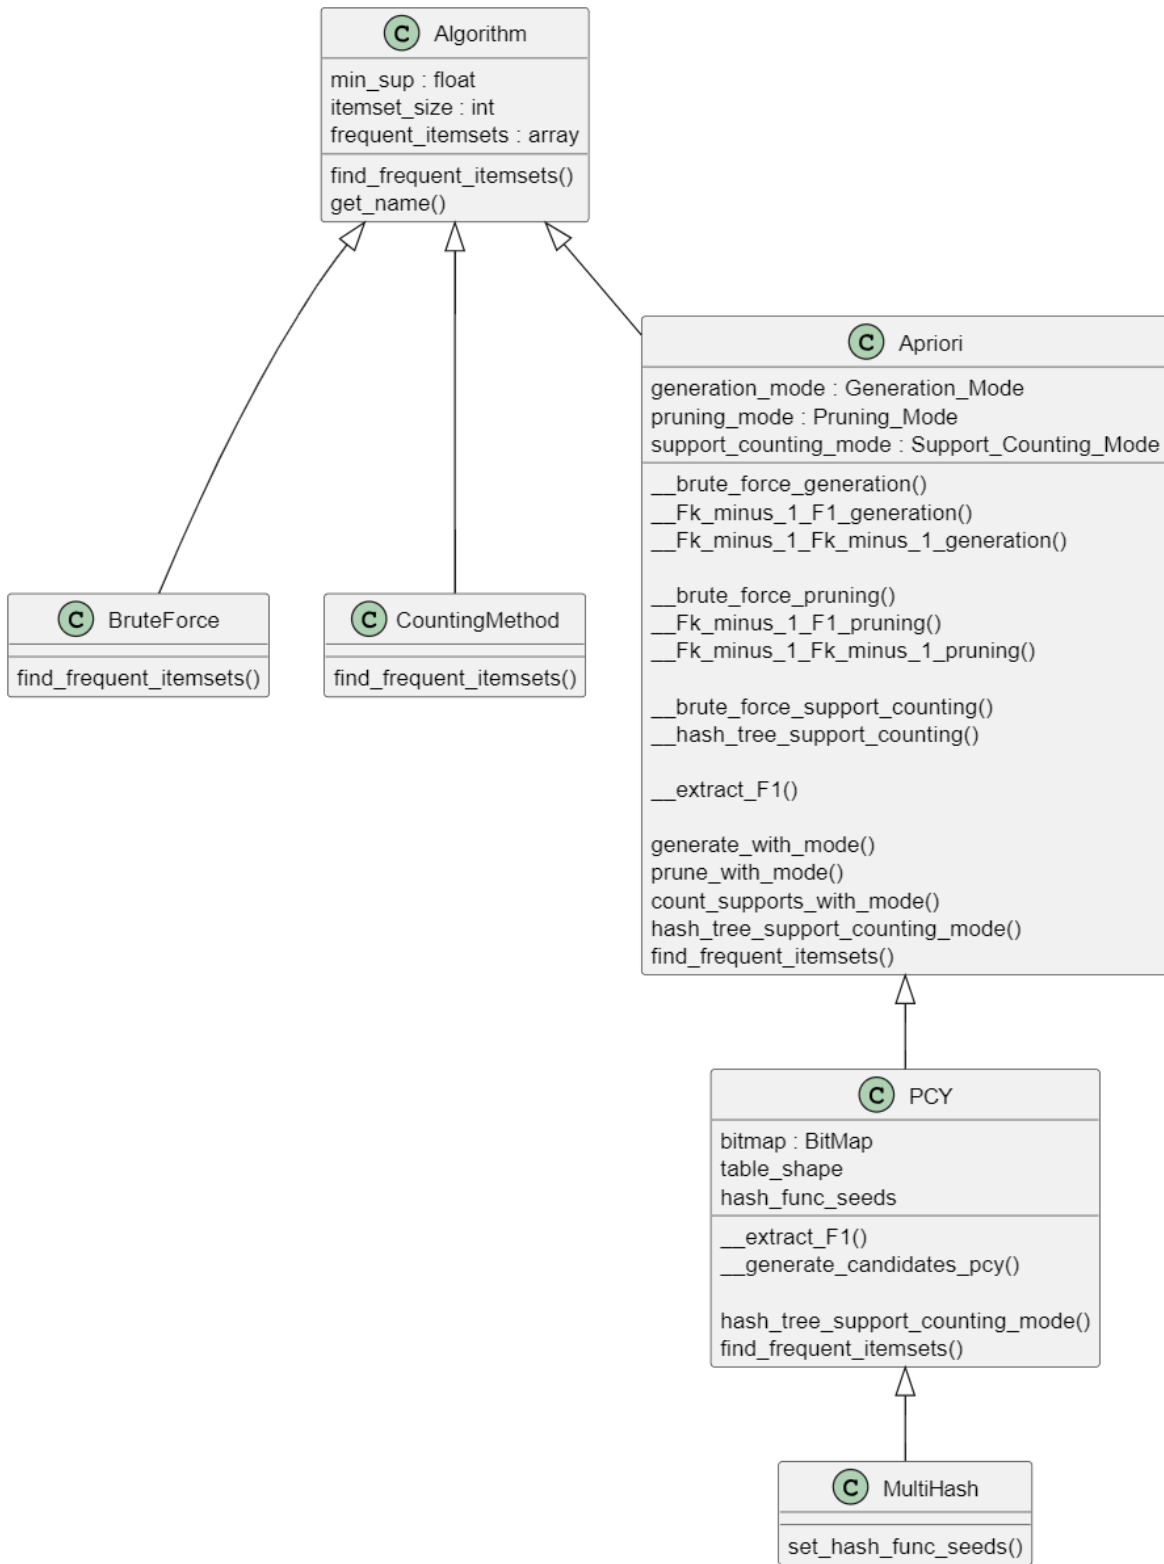 C Algorithm
min_sup : float
itemset_size : int
frequent_itemsets : array
find_frequent_itemsets()
get_name()
C Apriori
generation_mode : Generation_Mode
pruning_mode : Pruning_Mode
support_counting_mode : Support_Counting_Mode
__brute_force_generation()
__Fk_minus_1_F1_generation()
__Fk_minus_1_Fk_minus_1_generation()
__brute_force_pruning()
__Fk_minus_1_F1_pruning()
__Fk_minus_1_Fk_minus_1_pruning()
__brute_force_support_counting()
__hash_tree_support_counting()
__extract_F1()
generate_with_mode()
prune_with_mode()
count_supports_with_mode()
hash_tree_support_counting_mode()
find_frequent_itemsets()
C BruteForce
find_frequent_itemsets()
C CountingMethod
find_frequent_itemsets()
C PCY
bitmap : BitMap
table_shape
hash_func_seeds
__extract_F1()
__generate_candidates_pcy()
hash_tree_support_counting_mode()
find_frequent_itemsets()
C MultiHash
set_hash_func_seeds()